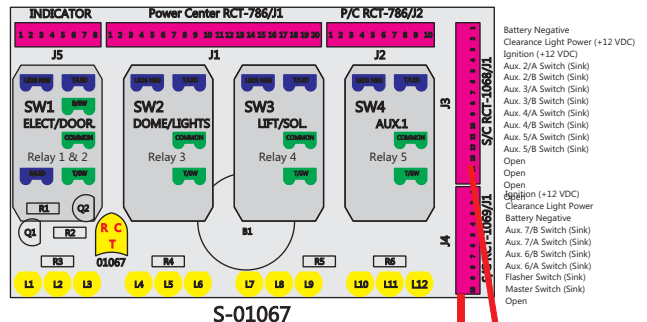 INDICATOR
Power Center RCT-786/J1
P/C RCT-786/J2
1 2 3 4 5 6 7 8
1 2 3 4 5 6 7 8 9 10 11 12 13 14 15 16 17 18 19 20
1 2 3 4 5 6 7 8 9 10
J5
J1
J2
J3
S/C RCT-1068/J1
J4
RCT-1069/J1
T/LED
SW1
B/SW
ELECT/DOOR.
COMMON
Relay 1 & 2
B/LED
T/SW
T/LED
SW2
DOME/LIGHTS
COMMON
Relay 3
T/SW
T/LED
SW3
LIFT/SOL.
COMMON
Relay 4
T/SW
T/LED
SW4
AUX.1
COMMON
Relay 5
T/SW
R1
Q2
Q1
R2
R C
T
01067
B1
R3
R4
R5
R6
L1 L2 L3 L4 L5 L6 L7 L8 L9 L10 L11 L12
S-01067
Battery Negative
Clearance Light Power (+12 VDC)
Ignition (+12 VDC)
Aux. 2/A Switch (Sink)
Aux. 2/B Switch (Sink)
Aux. 3/A Switch (Sink)
Aux. 3/B Switch (Sink)
Aux. 4/A Switch (Sink)
Aux. 4/B Switch (Sink)
Aux. 5/A Switch (Sink)
Aux. 5/B Switch (Sink)
Open
Open
Open
Open
Ignition (+12 VDC)
Clearance Light Power
Battery Negative
Aux. 7/B Switch (Sink)
Aux. 7/A Switch (Sink)
Aux. 6/B Switch (Sink)
Aux. 6/A Switch (Sink)
Flasher Switch (Sink)
Master Switch (Sink)
Open